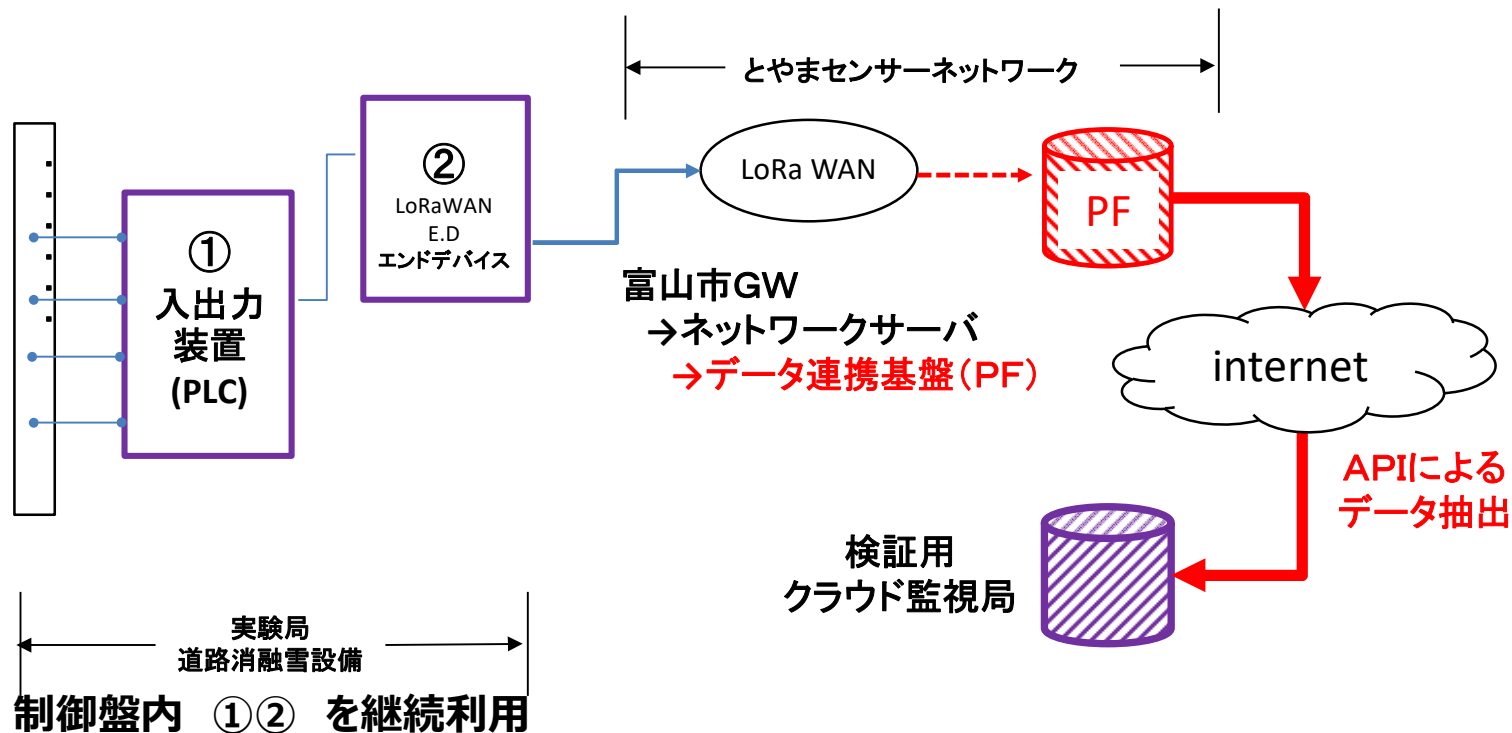 とやまセンサーネットワーク
①
入出力
装置
(PLC)
②
LoRaWAN
E.D
エンドデバイス
LoRa WAN
PF
富山市GW
→ネットワークサーバ
→データ連携基盤（PF）
internet
APIによる
データ抽出
検証用
クラウド監視局
実験局
道路消融雪設備
制御盤内 ①② を継続利用